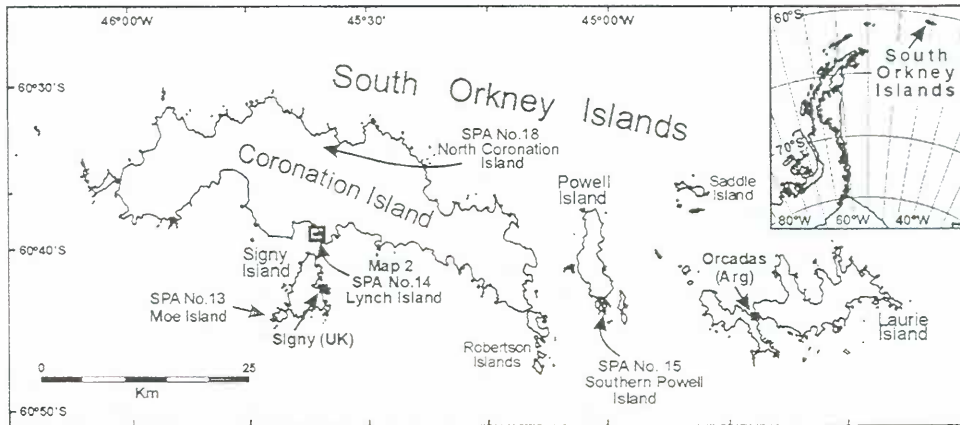 46°00'W
45°30'
45°00'W
60°S
South
Orkney
Islands
70°S
80°W
60°W
40°W
60°30'S
South Orkney Islands
SPA No.18
North Coronation
Island
Coronation Island
Powell
Island
Saddle
Island
60°40'S
Signy
Island
Map 2
SPA No.14
Lynch Island
Orcadas
(Arg)
SPA No.13
Moe Island
Signy (UK)
Laurie
Island
Robertson
Islands
SPA No. 15
Southern Powell
Island
0
25
Km
60°50'S